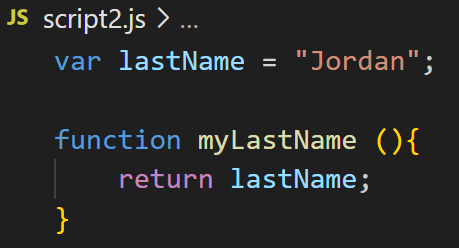 JS script2.js > ...
var lastName = "Jordan";
function myLastName (){
return lastName;
}